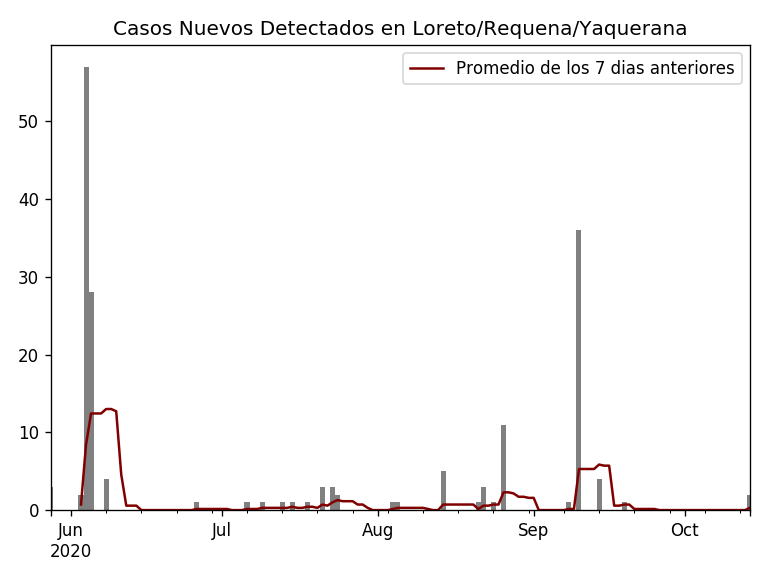 Casos Nuevos Detectados en Loreto/Requena/Yaquerana
Promedio de los 7 dias anteriores
50
40
30
20
10
0
Jun Jul Aug Sep Oct
2020